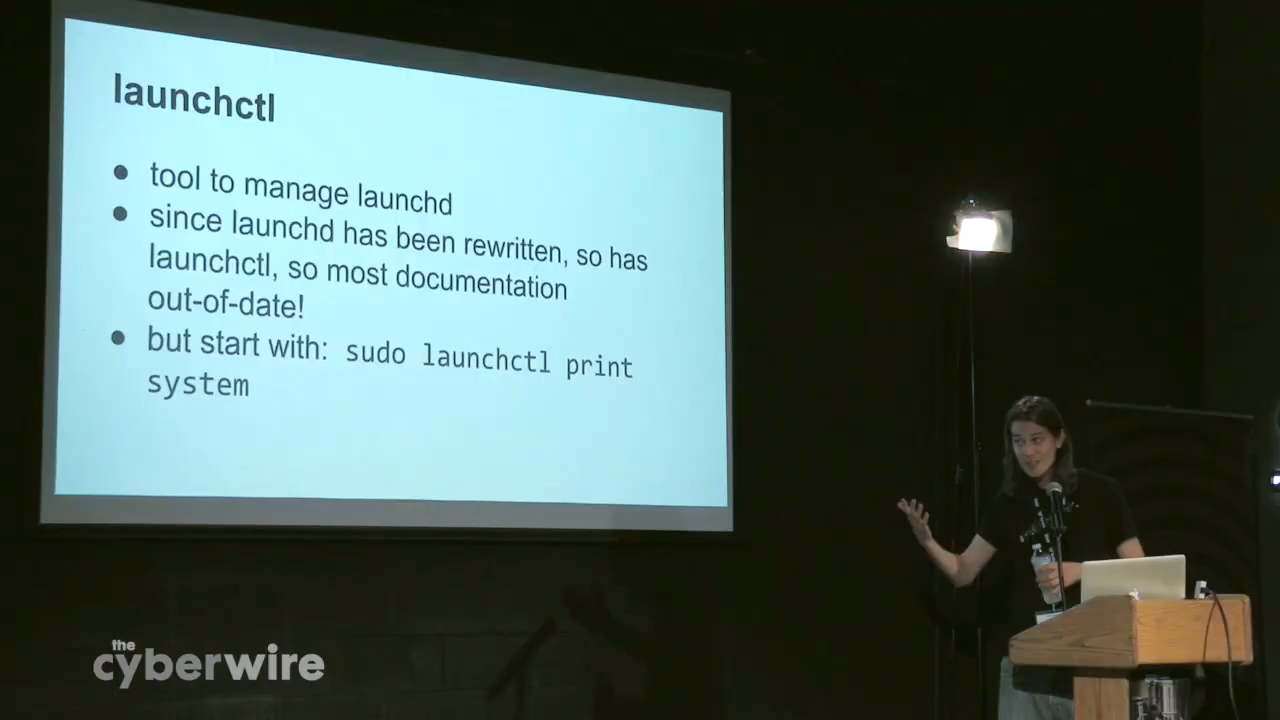 launchctl
● tool to manage launchd
● since launchd has been rewritten, so has
launchctl, so most documentation
out-of-date!
● but start with: sudo launchctl print
system
the
cyberwire